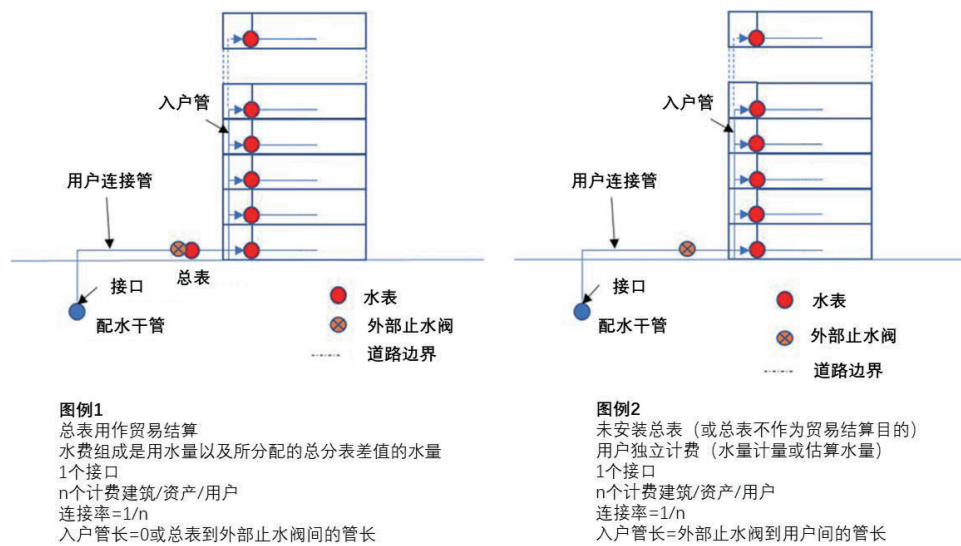 入户管
用户连接管
接口
总表
配水干管
水表
外部止水阀
道路边界
图例1
总表用作贸易结算
水费组成是用水量以及所分配的总分表差值的水量
1个接口
n个计费建筑/资产/用户
连接率=1/n
入户管长=0或总表到外部止水阀间的管长
入户管
用户连接管
接口
配水干管
水表
外部止水阀
道路边界
图例2
未安装总表（或总表不作为贸易结算目的）
用户独立计费（水量计量或估算水量）
1个接口
n个计费建筑/资产/用户
连接率=1/n
入户管长=外部止水阀到用户间的管长